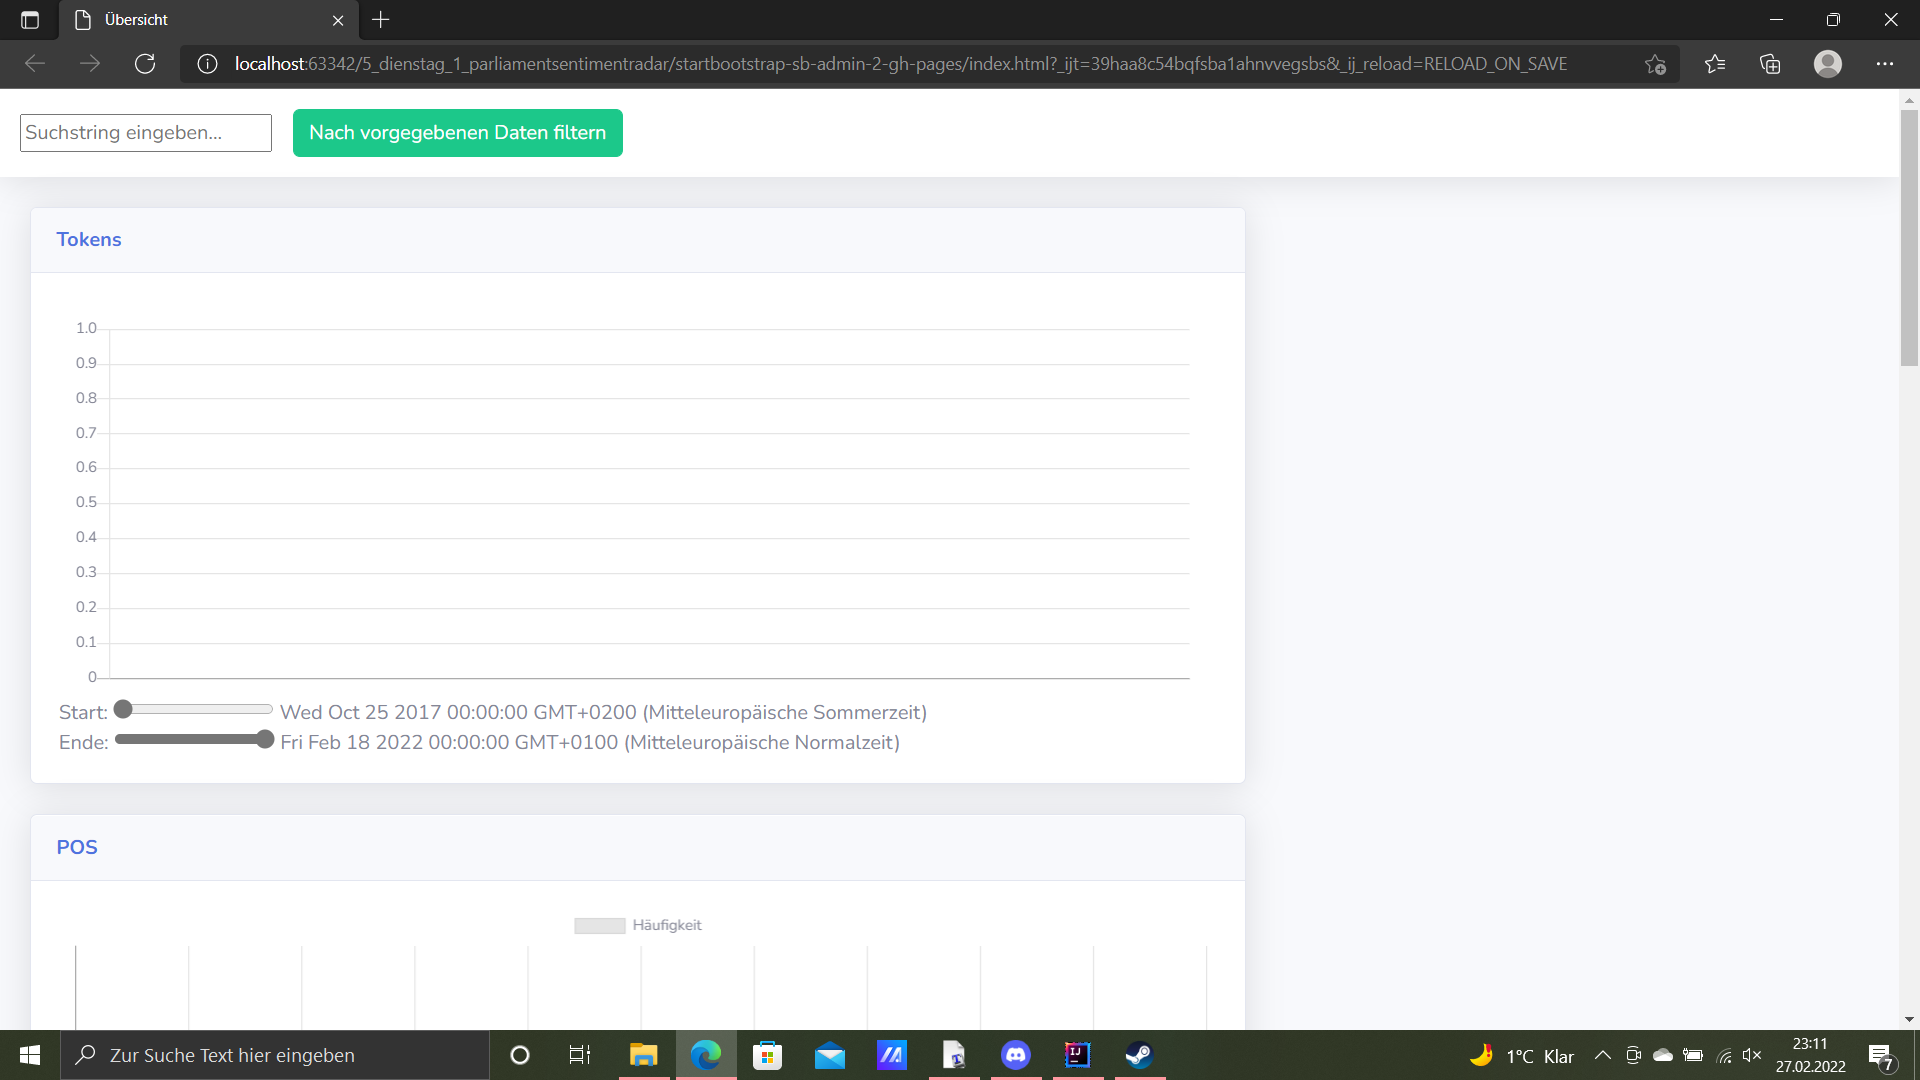 Übersicht
localhost:63342/5_dienstag_1_parliamentsentimentradar/startbootstrap-sb-admin-2-gh-pages/index.html?_ijt=39haa8c54bqfsba1ahnvvegsbs&_ij_reload=RELOAD_ON_SAVE
Suchstring eingeben...
Nach vorgegebenen Daten filtern
Tokens
1.0
0.9
0.8
0.7
0.6
0.5
0.4
0.3
0.2
0.1
0
Start: Wed Oct 25 2017 00:00:00 GMT+0200 (Mitteleuropäische Sommerzeit)
Ende: Fri Feb 18 2022 00:00:00 GMT+0100 (Mitteleuropäische Normalzeit)
POS
Häufigkeit
Zur Suche Text hier eingeben
IJ
1°C Klar
23:11
27.02.2022
7